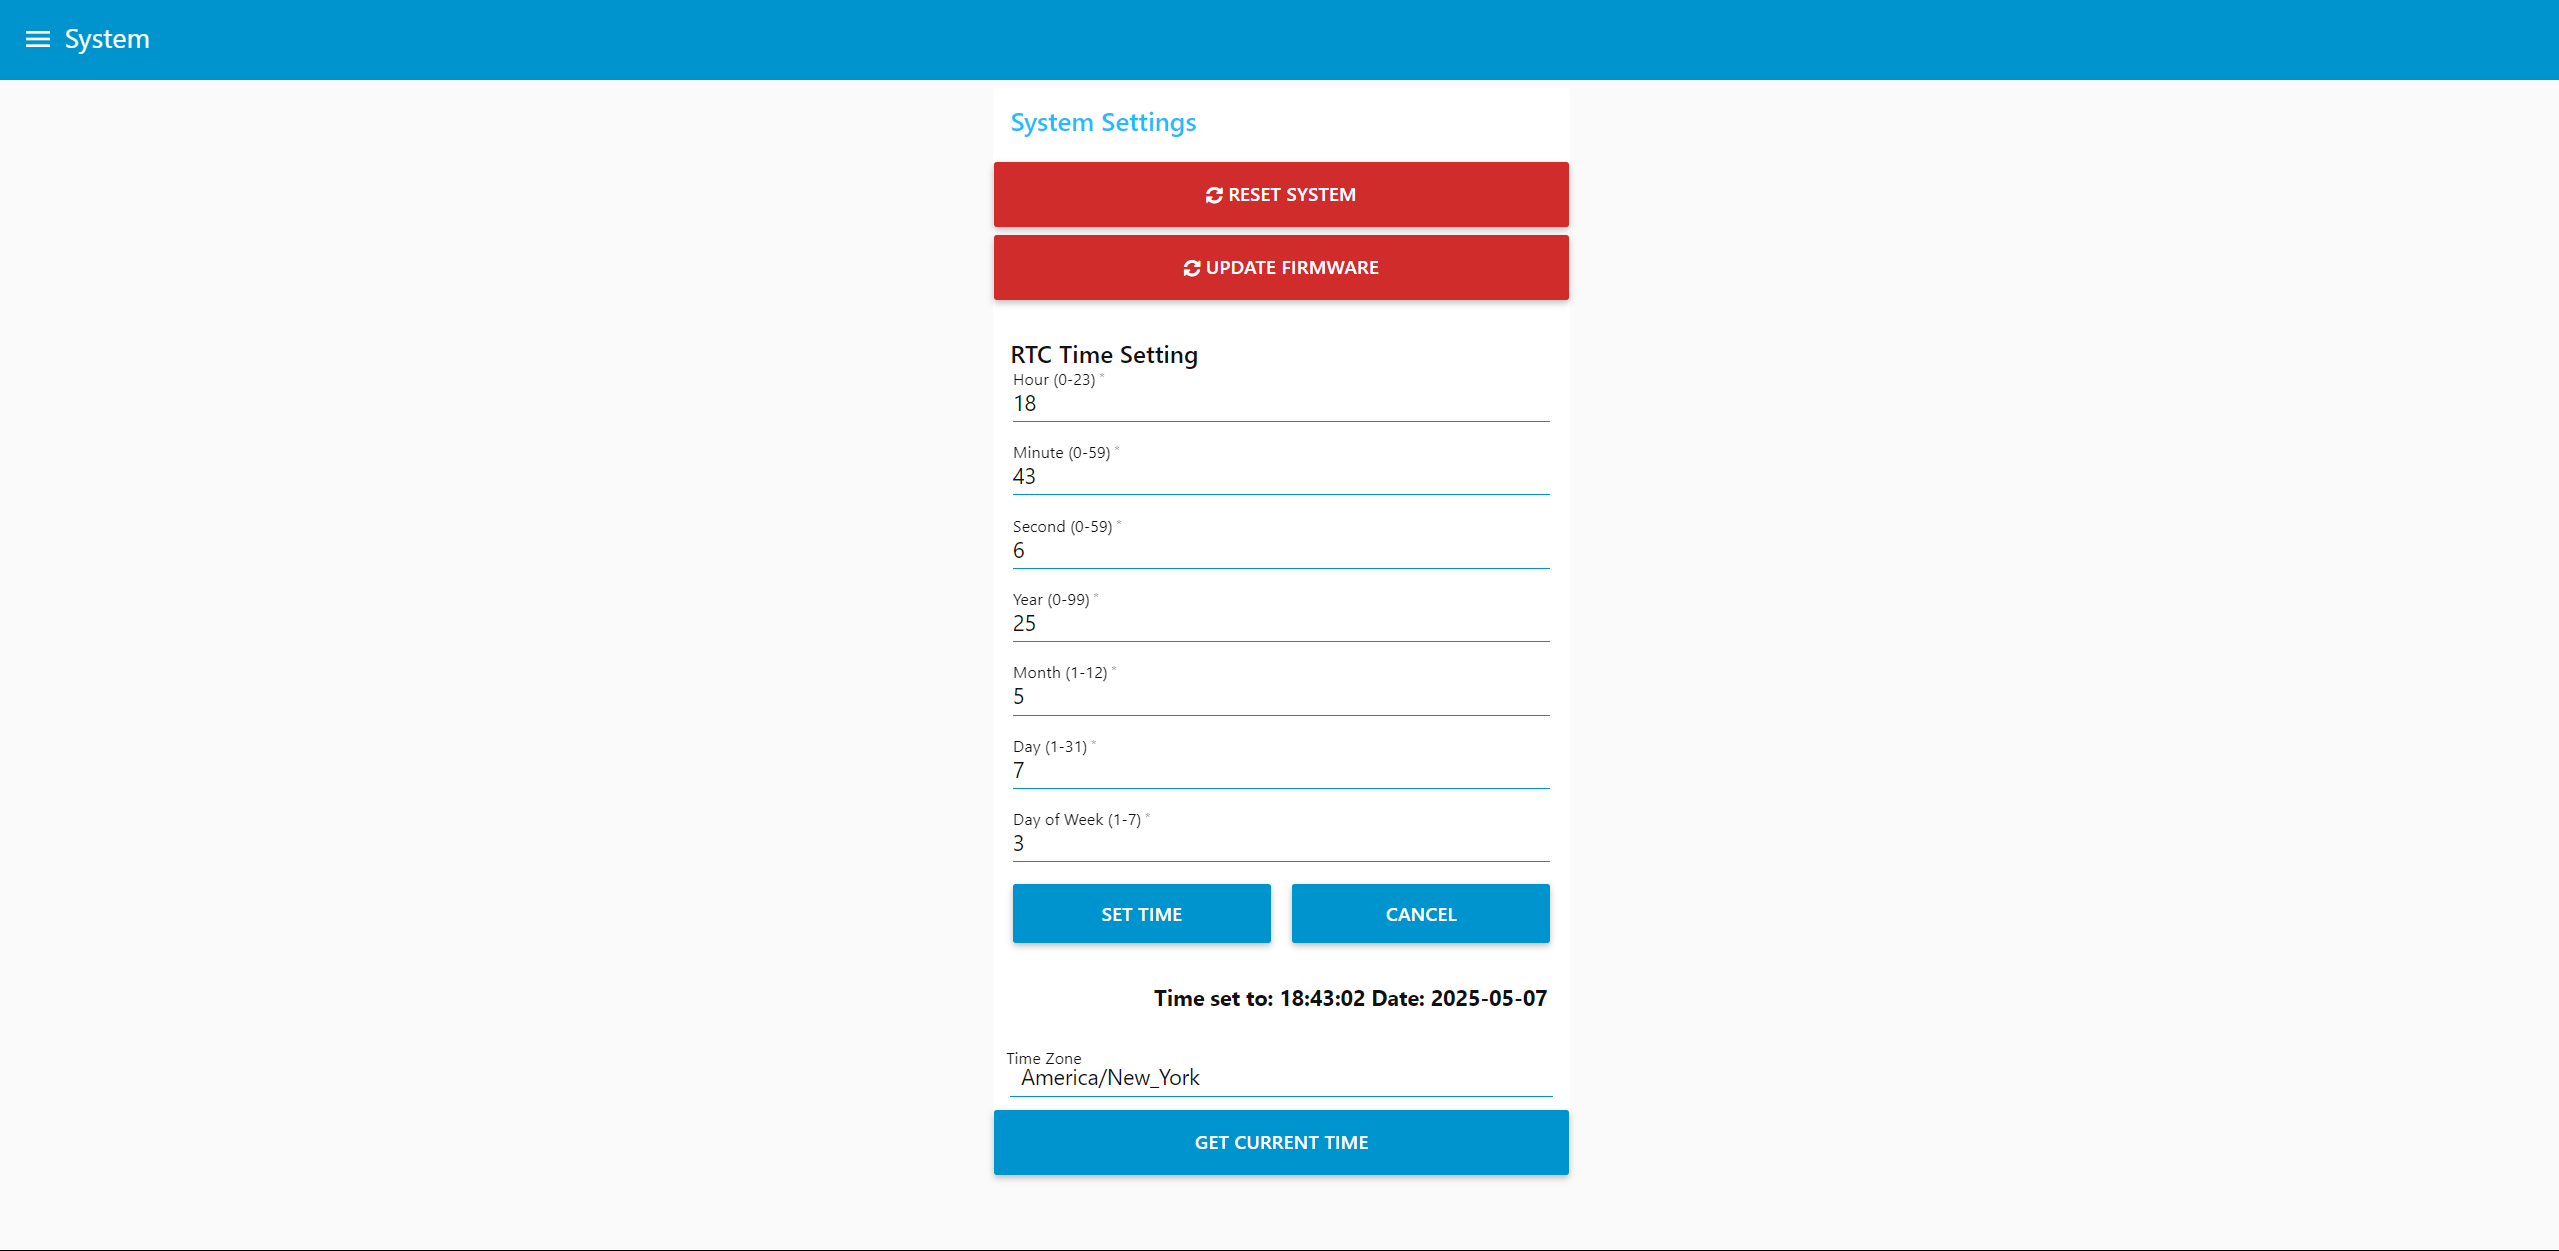 System
System Settings
RESET SYSTEM
UPDATE FIRMWARE
RTC Time Setting
Hour (0-23) *
18
Minute (0-59) *
43
Second (0-59) *
6
Year (0-99) *
25
Month (1-12) *
5
Day (1-31) *
7
Day of Week (1-7) *
3
SET TIME CANCEL
Time set to: 18:43:02 Date: 2025-05-07
Time Zone
America/New_York
GET CURRENT TIME